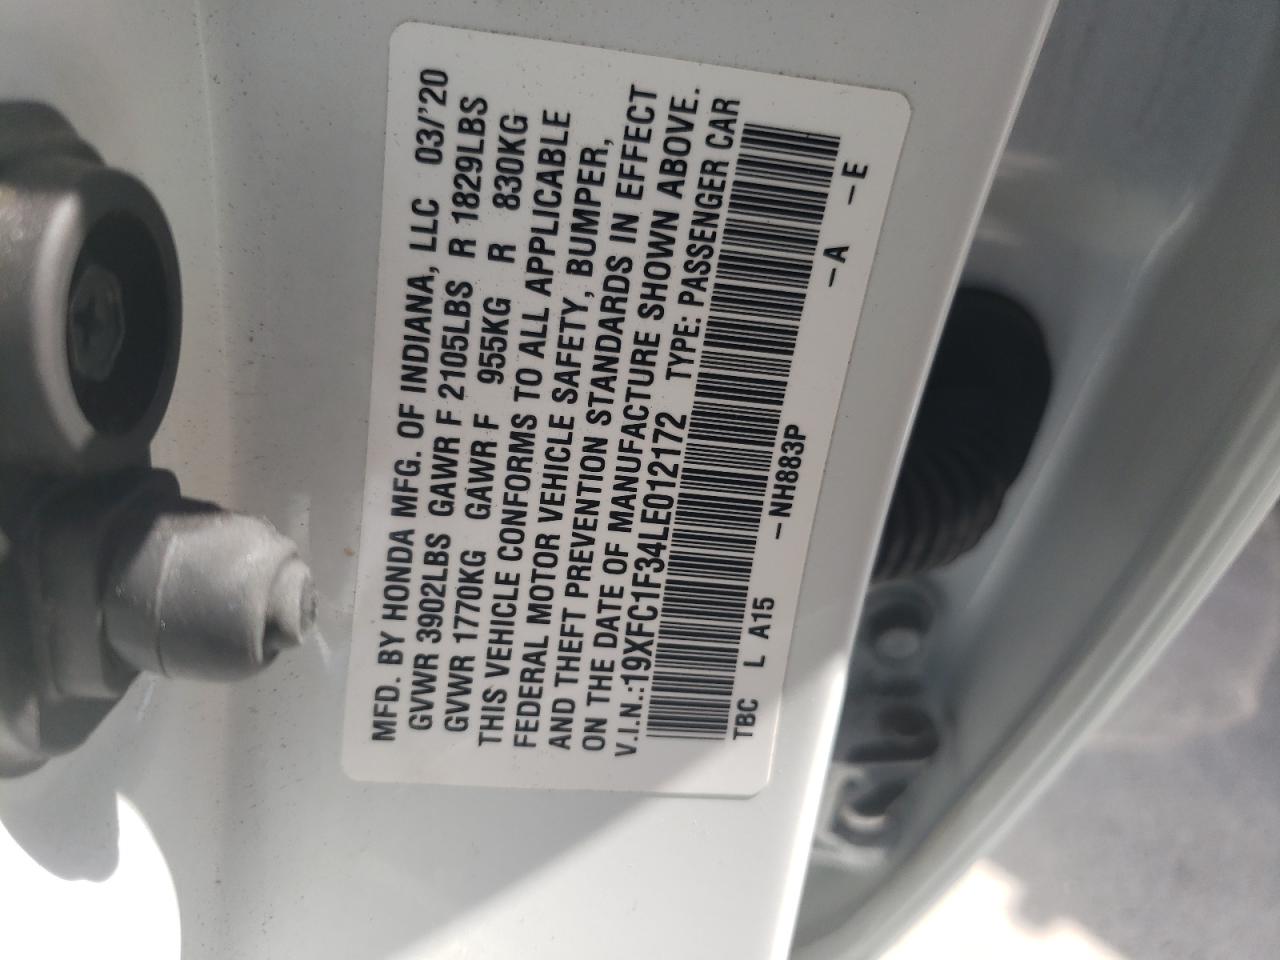 MFD. BY HONDA MFG. OF INDIANA, LLC 03/'20
GVWR 3902LBS GAWR F 2105LBS R 1829LBS
GVWR 1770KG GAWR F 955KG R 830KG
THIS VEHICLE CONFORMS TO ALL APPLICABLE
FEDERAL MOTOR VEHICLE SAFETY, BUMPER,
AND THEFT PREVENTION STANDARDS IN EFFECT
ON THE DATE OF MANUFACTURE SHOWN ABOVE.
V.I.N.:19XFC1F34LE012172 TYPE: PASSENGER CAR
TBC L A15 -NH883P -A -E